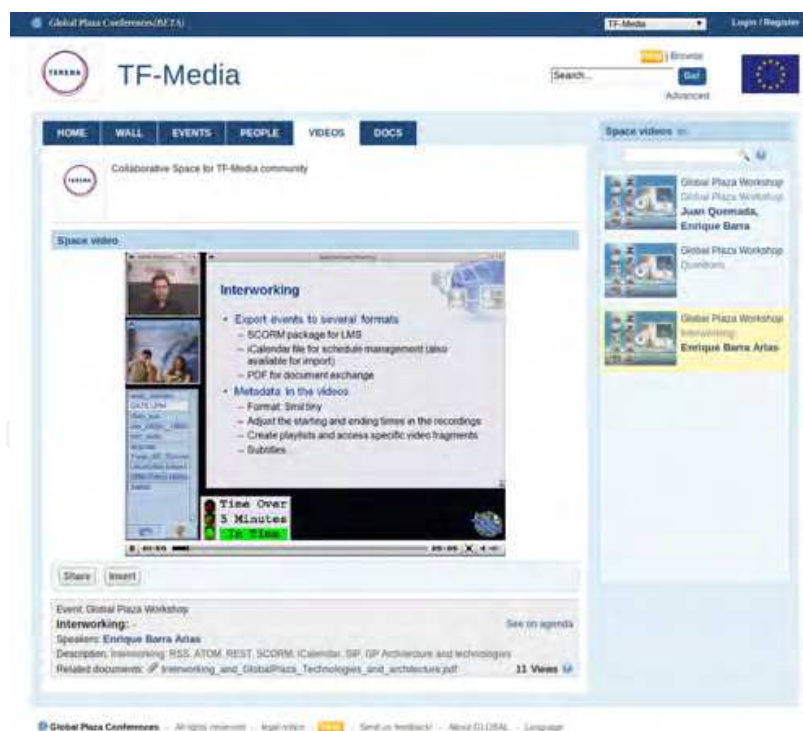 Global Plaza Conferences(BETA)
TF-Media
Login / Register
TERENA
TF-Media
| Browse
Search...
Go!
Advanced
HOME
WALL
EVENTS
PEOPLE
VIDEOS
DOCS
Collaborative Space for TF-Media community
TERENA
Space video
Interworking
• Export events to several formats
– SCORM package for LMS
– iCalendar file for schedule management (also
available for import)
– PDF for document exchange
• Metadata in the videos
– Format: Smil tiny
– Adjust the starting and ending times in the recordings
– Create playlists and access specific video fragments
– Subtitles
Time Over
5 Minutes
In Time
Share
Insert
Event: Global Plaza Workshop
Interworking: -
See on agenda
Speakers: Enrique Barra Arias
Description: Interworking: RSS, ATOM, REST, SCORM, iCalendar, SIP, GP Architecture and technologies
Related documents: Interworking_and_GlobalPlaza_Technologies_and_architecture.pdf
11 Views
Space videos
Global Plaza Workshop
Global Plaza Workshop
Juan Quemada,
Enrique Barra
Global Plaza Workshop
Questions
Global Plaza Workshop
Interworking
Enrique Barra Arias
Global Plaza Conferences - All rights reserved - legal notice - Send us feedback! - About GLOBAL - Language